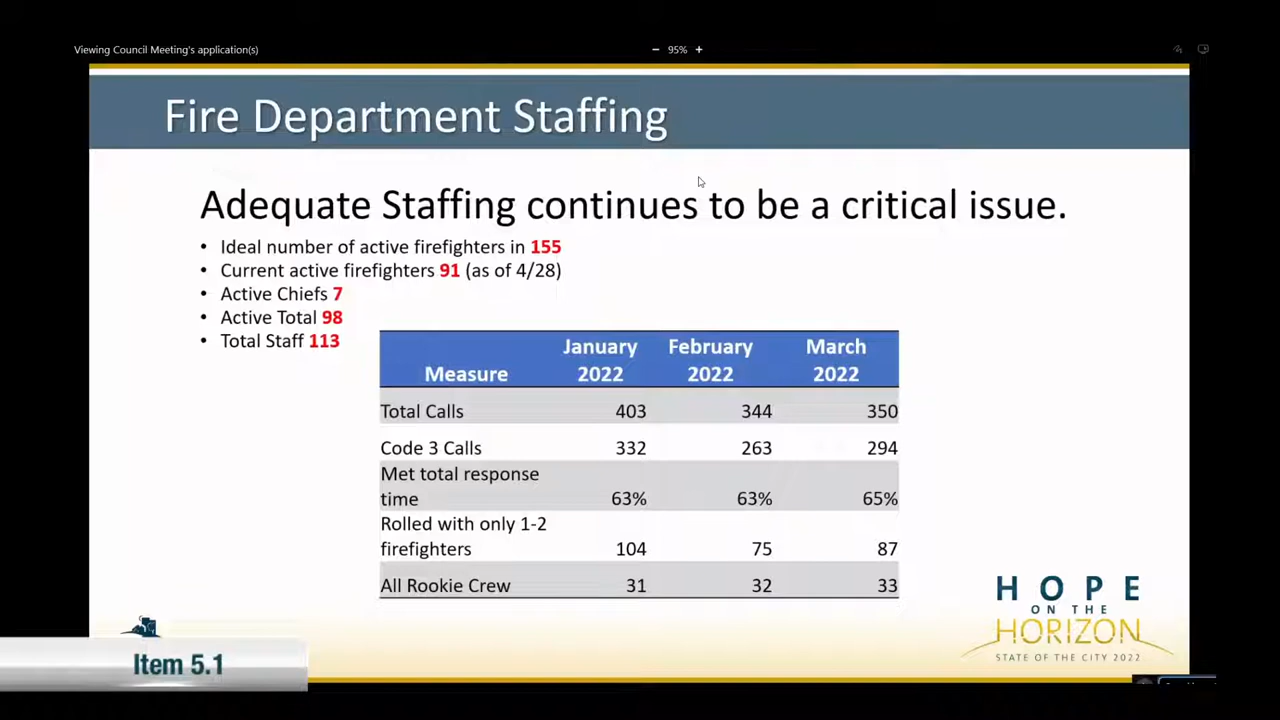 Viewing Council Meeting's application(s)
− 95% +
Fire Department Staffing
Adequate Staffing continues to be a critical issue.
• Ideal number of active firefighters in 155
• Current active firefighters 91 (as of 4/28)
• Active Chiefs 7
• Active Total 98
• Total Staff 113
Measure January 2022 February 2022 March 2022
Total Calls 403 344 350
Code 3 Calls 332 263 294
Met total response
time 63% 63% 65%
Rolled with only 1-2
firefighters 104 75 87
All Rookie Crew 31 32 33
HOPE
ON THE
HORIZON
STATE OF THE CITY 2022
Item 5.1